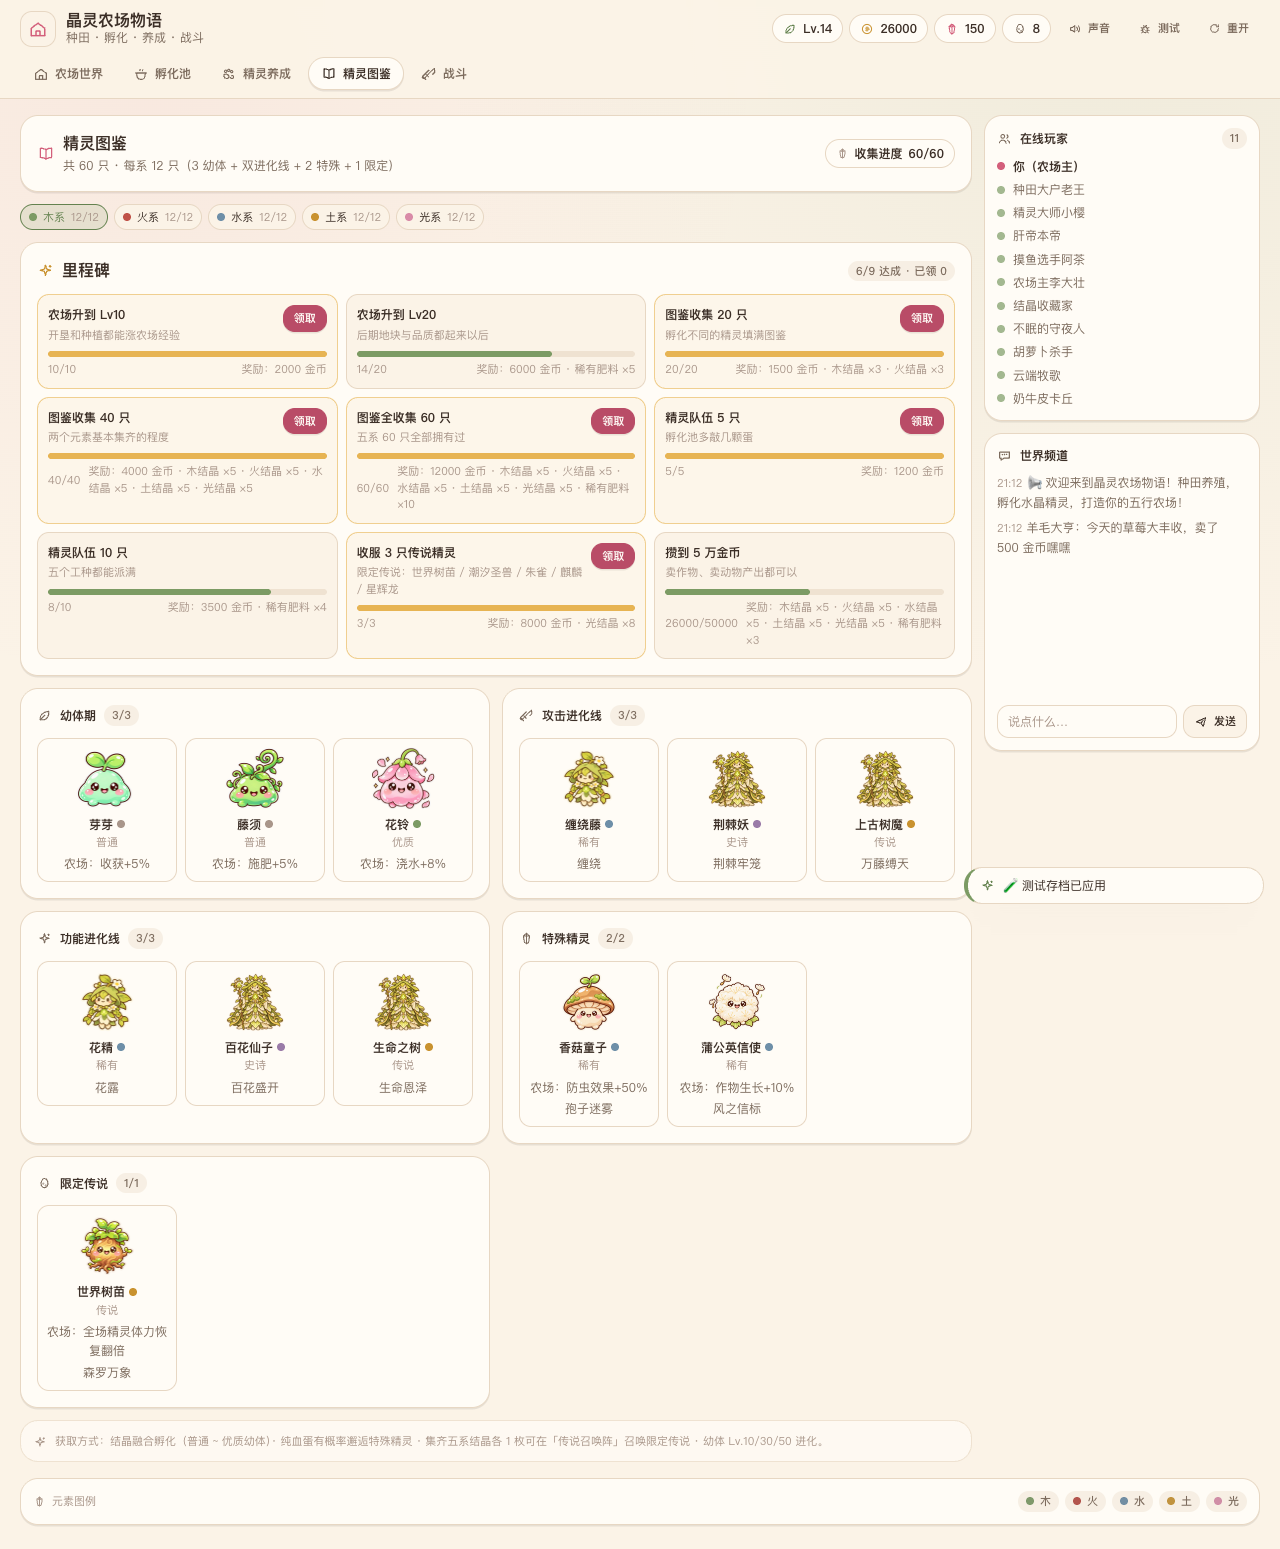 晶灵农场物语
种田 · 孵化 · 养成 · 战斗
Lv.14
26000
150
8
声音
测试
重开
农场世界
孵化池
精灵养成
精灵图鉴
战斗
精灵图鉴
共 60 只 · 每系 12 只（3 幼体 + 双进化线 + 2 特殊 + 1 限定）
收集进度 60/60
木系 12/12
火系 12/12
水系 12/12
土系 12/12
光系 12/12
里程碑
6/9 达成 · 已领 0
农场升到 Lv10
领取
开垦和种植都能涨农场经验
10/10
奖励：2000 金币
农场升到 Lv20
后期地块与品质都起来以后
14/20
奖励：6000 金币 · 稀有肥料 ×5
图鉴收集 20 只
领取
孵化不同的精灵填满图鉴
20/20
奖励：1500 金币 · 木结晶 ×3 · 火结晶 ×3
图鉴收集 40 只
领取
两个元素基本集齐的程度
40/40
奖励：4000 金币 · 木结晶 ×5 · 火结晶 ×5 · 水
结晶 ×5 · 土结晶 ×5 · 光结晶 ×5
图鉴全收集 60 只
领取
五系 60 只全部拥有过
60/60
奖励：12000 金币 · 木结晶 ×5 · 火结晶 ×5 ·
水结晶 ×5 · 土结晶 ×5 · 光结晶 ×5 · 稀有肥料
×10
精灵队伍 5 只
领取
孵化池多敲几颗蛋
5/5
奖励：1200 金币
精灵队伍 10 只
五个工种都能派满
8/10
奖励：3500 金币 · 稀有肥料 ×4
收服 3 只传说精灵
领取
限定传说：世界树苗 / 潮汐圣兽 / 朱雀 / 麒麟
/ 星辉龙
3/3
奖励：8000 金币 · 光结晶 ×8
攒到 5 万金币
卖作物、卖动物产出都可以
26000/50000
奖励：木结晶 ×5 · 火结晶 ×5 · 水结晶
×5 · 土结晶 ×5 · 光结晶 ×5 · 稀有肥料
×3
幼体期 3/3
芽芽
普通
农场：收获+5%
藤须
普通
农场：施肥+5%
花铃
优质
农场：浇水+8%
攻击进化线 3/3
缠绕藤
稀有
缠绕
荆棘妖
史诗
荆棘牢笼
上古树魔
传说
万藤缚天
功能进化线 3/3
花精
稀有
花露
百花仙子
史诗
百花盛开
生命之树
传说
生命恩泽
特殊精灵 2/2
香菇童子
稀有
农场：防虫效果+50%
孢子迷雾
蒲公英信使
稀有
农场：作物生长+10%
风之信标
限定传说 1/1
世界树苗
传说
农场：全场精灵体力恢
复翻倍
森罗万象
获取方式：结晶融合孵化（普通 ~ 优质幼体）· 纯血蛋有概率邂逅特殊精灵 · 集齐五系结晶各 1 枚可在「传说召唤阵」召唤限定传说 · 幼体 Lv.10/30/50 进化。
元素图例
木
火
水
土
光
在线玩家
11
你（农场主）
种田大户老王
精灵大师小樱
肝帝本帝
摸鱼选手阿茶
农场主李大壮
结晶收藏家
不眠的守夜人
胡萝卜杀手
云端牧歌
奶牛皮卡丘
世界频道
21:12 📢 欢迎来到晶灵农场物语！种田养殖，
孵化水晶精灵，打造你的五行农场！
21:12 羊毛大亨：今天的草莓大丰收，卖了
500 金币嘿嘿
说点什么…
发送
🧪 测试存档已应用